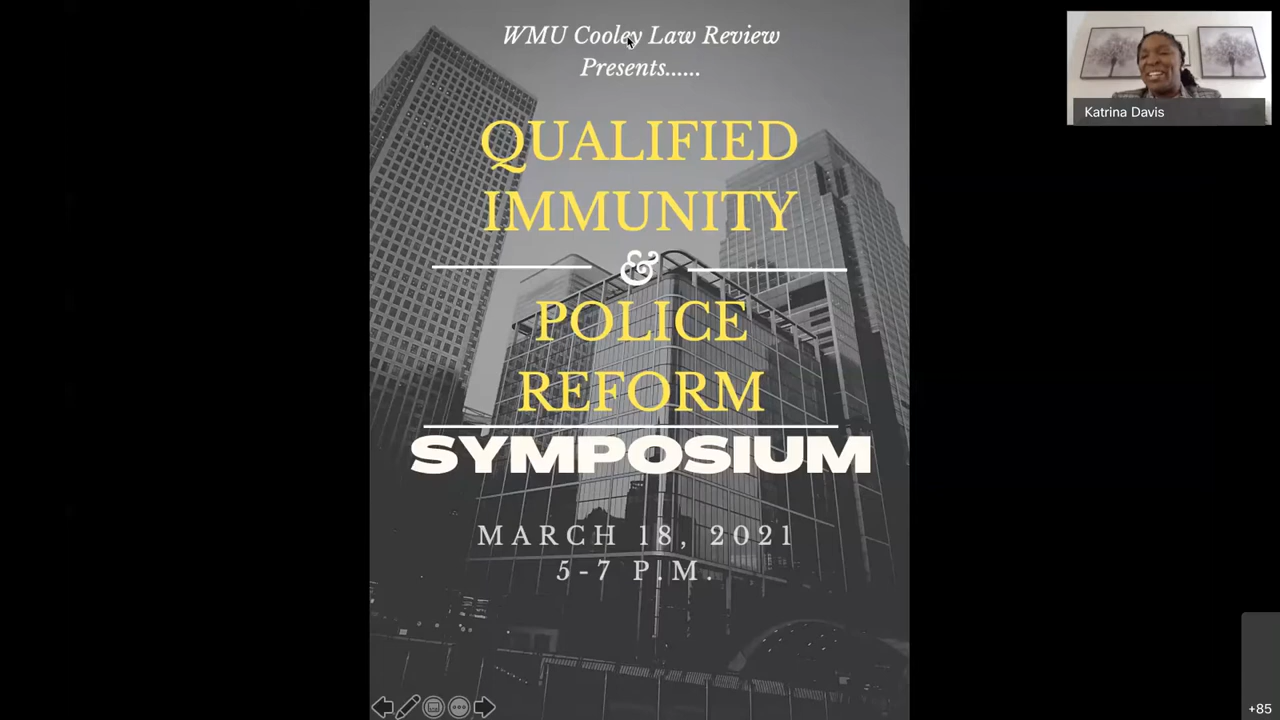 WMU Cooley Law Review
Presents......
QUALIFIED
IMMUNITY
&
POLICE
REFORM
SYMPOSIUM
MARCH 18, 2021
5-7 P.M.
Katrina Davis
+85